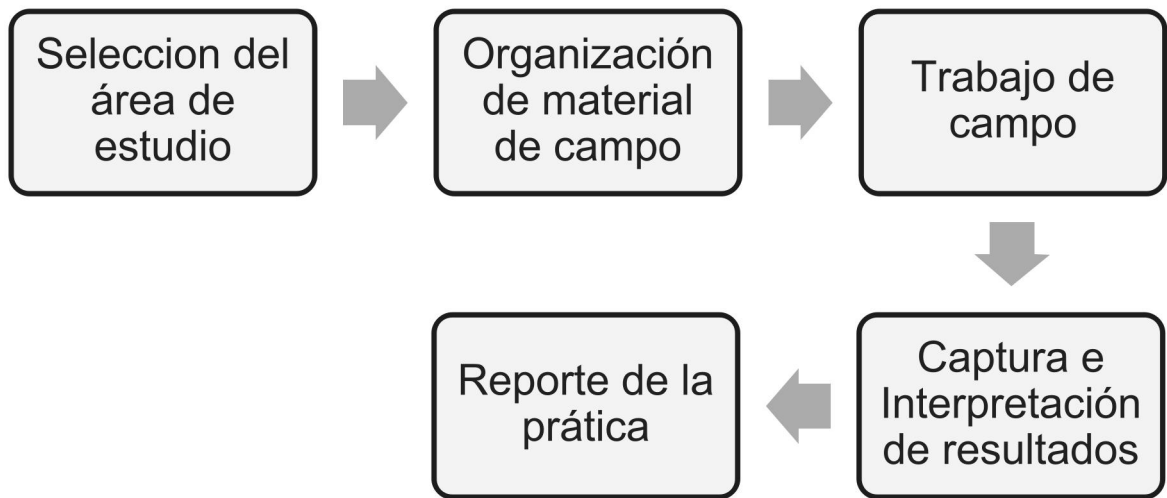 Seleccion del
área de
estudio
Organización
de material
de campo
Trabajo de
campo
Captura e
Interpretación
de resultados
Reporte de la
prática